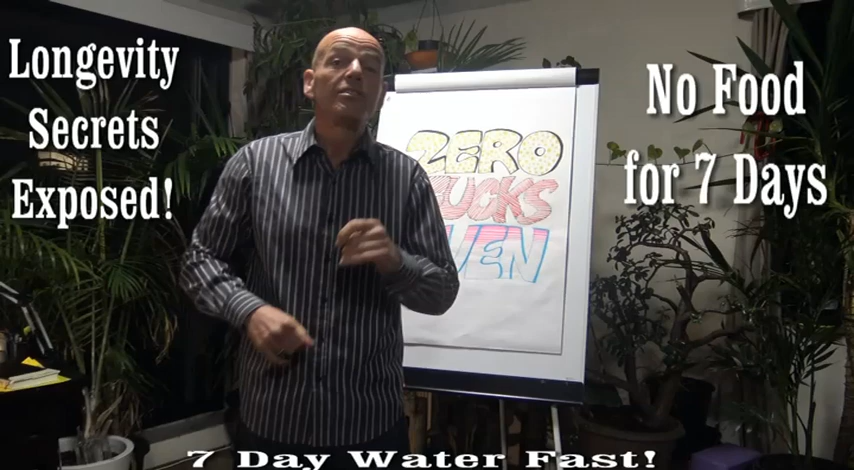 Longevity
Secrets
Exposed!
No Food
for 7 Days
ZERO
7 Day Water Fast!